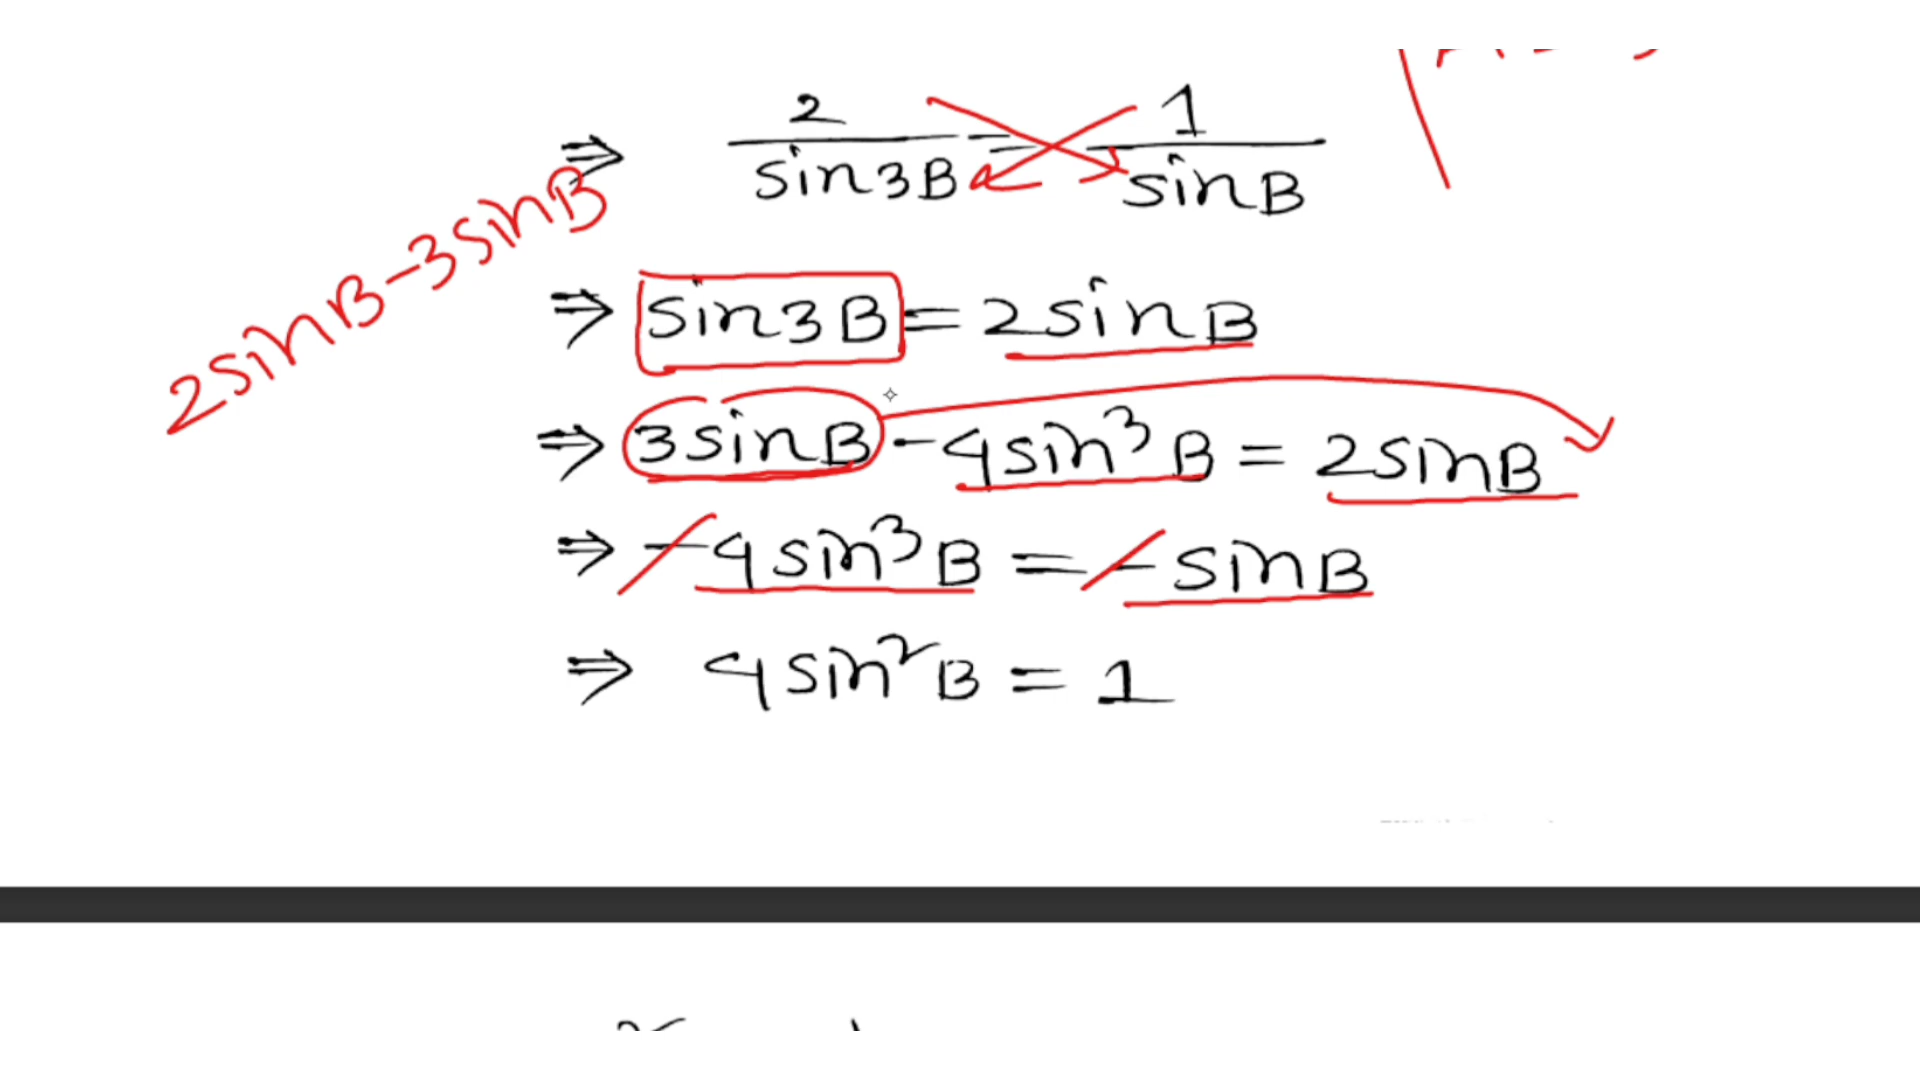 ⇒ 2/sin3B = 1/sinB
2sinB-3sinB
⇒ sin3B = 2sinB
⇒ 3sinB - 4sin³B = 2sinB
⇒ -4sin³B = -sinB
⇒ 4sin²B = 1